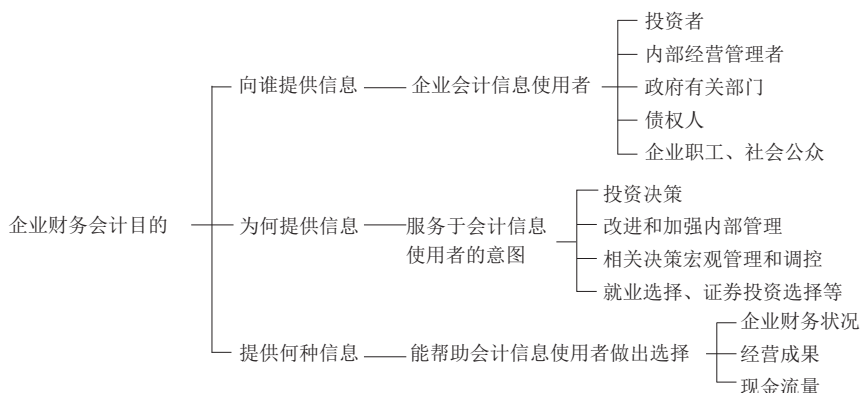 企业财务会计目的
向谁提供信息
企业会计信息使用者
投资者
内部经营管理者
政府有关部门
债权人
企业职工、社会公众
为何提供信息
服务于会计信息
使用者的意图
投资决策
改进和加强内部管理
相关决策宏观管理和调控
就业选择、证券投资选择等
提供何种信息
能帮助会计信息使用者做出选择
企业财务状况
经营成果
现金流量